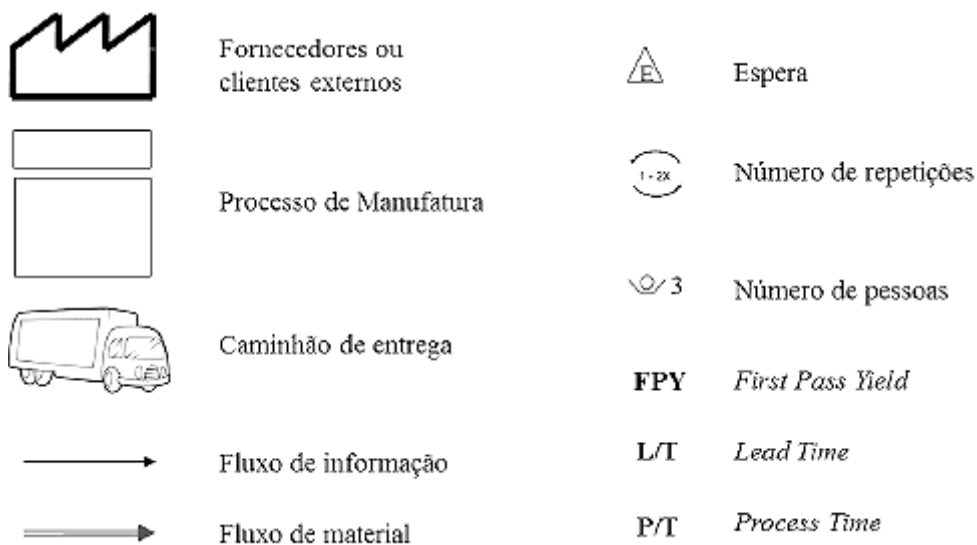 Fornecedores ou
clientes externos
Processo de Manufatura
Caminhão de entrega
Fluxo de informação
Fluxo de material
E Espera
1 - 2X Número de repetições
3 Número de pessoas
FPY First Pass Yield
L/T Lead Time
P/T Process Time